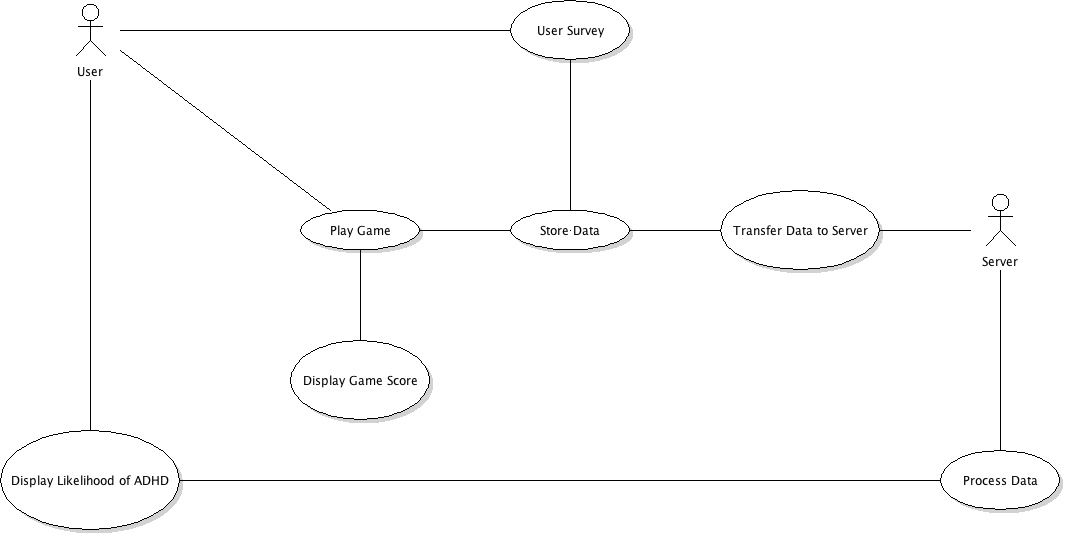 User Survey
User
Play Game
Store Data
Transfer Data to Server
Server
Display Game Score
Display Likelihood of ADHD
Process Data